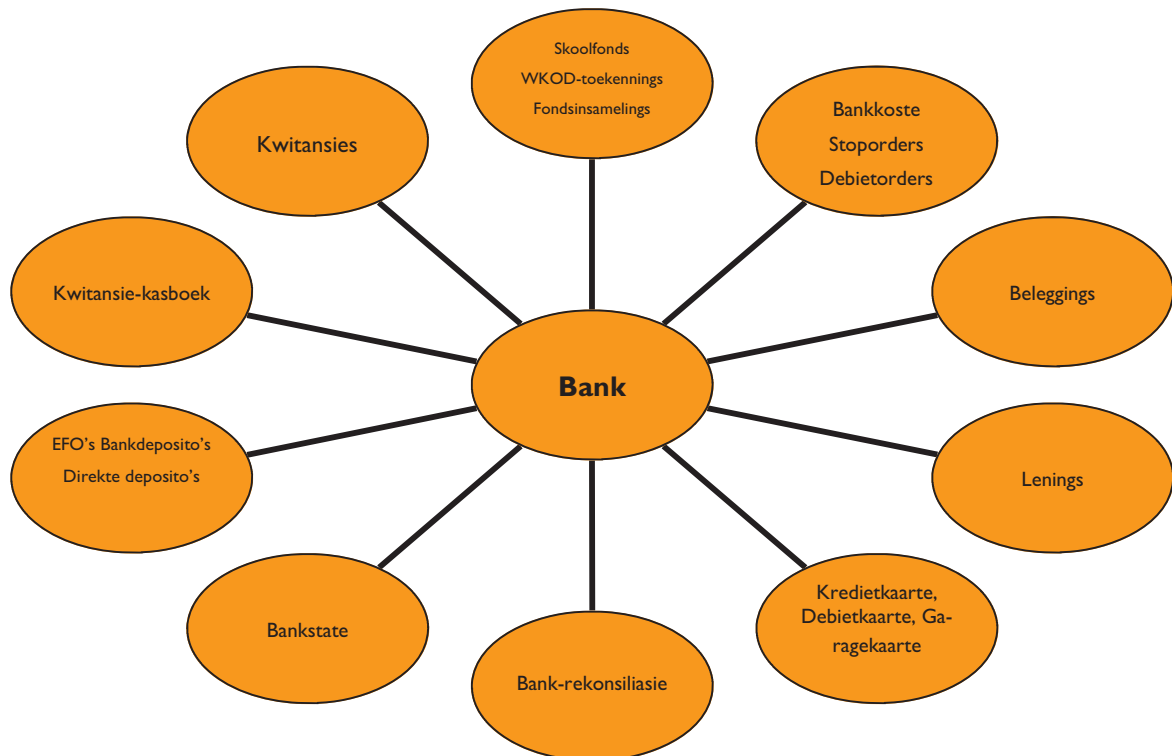 Skoolfonds
WKOD-toekennings
Fondsinsamelings
Bankkoste
Stoporders
Debietorders
Beleggings
Lenings
Kredietkaarte,
Debietkaarte, Ga-
ragekaarte
Bank-rekonsiliasie
Bankstate
EFO’s Bankdeposito’s
Direkte deposito’s
Kwitansie-kasboek
Kwitansies
Bank